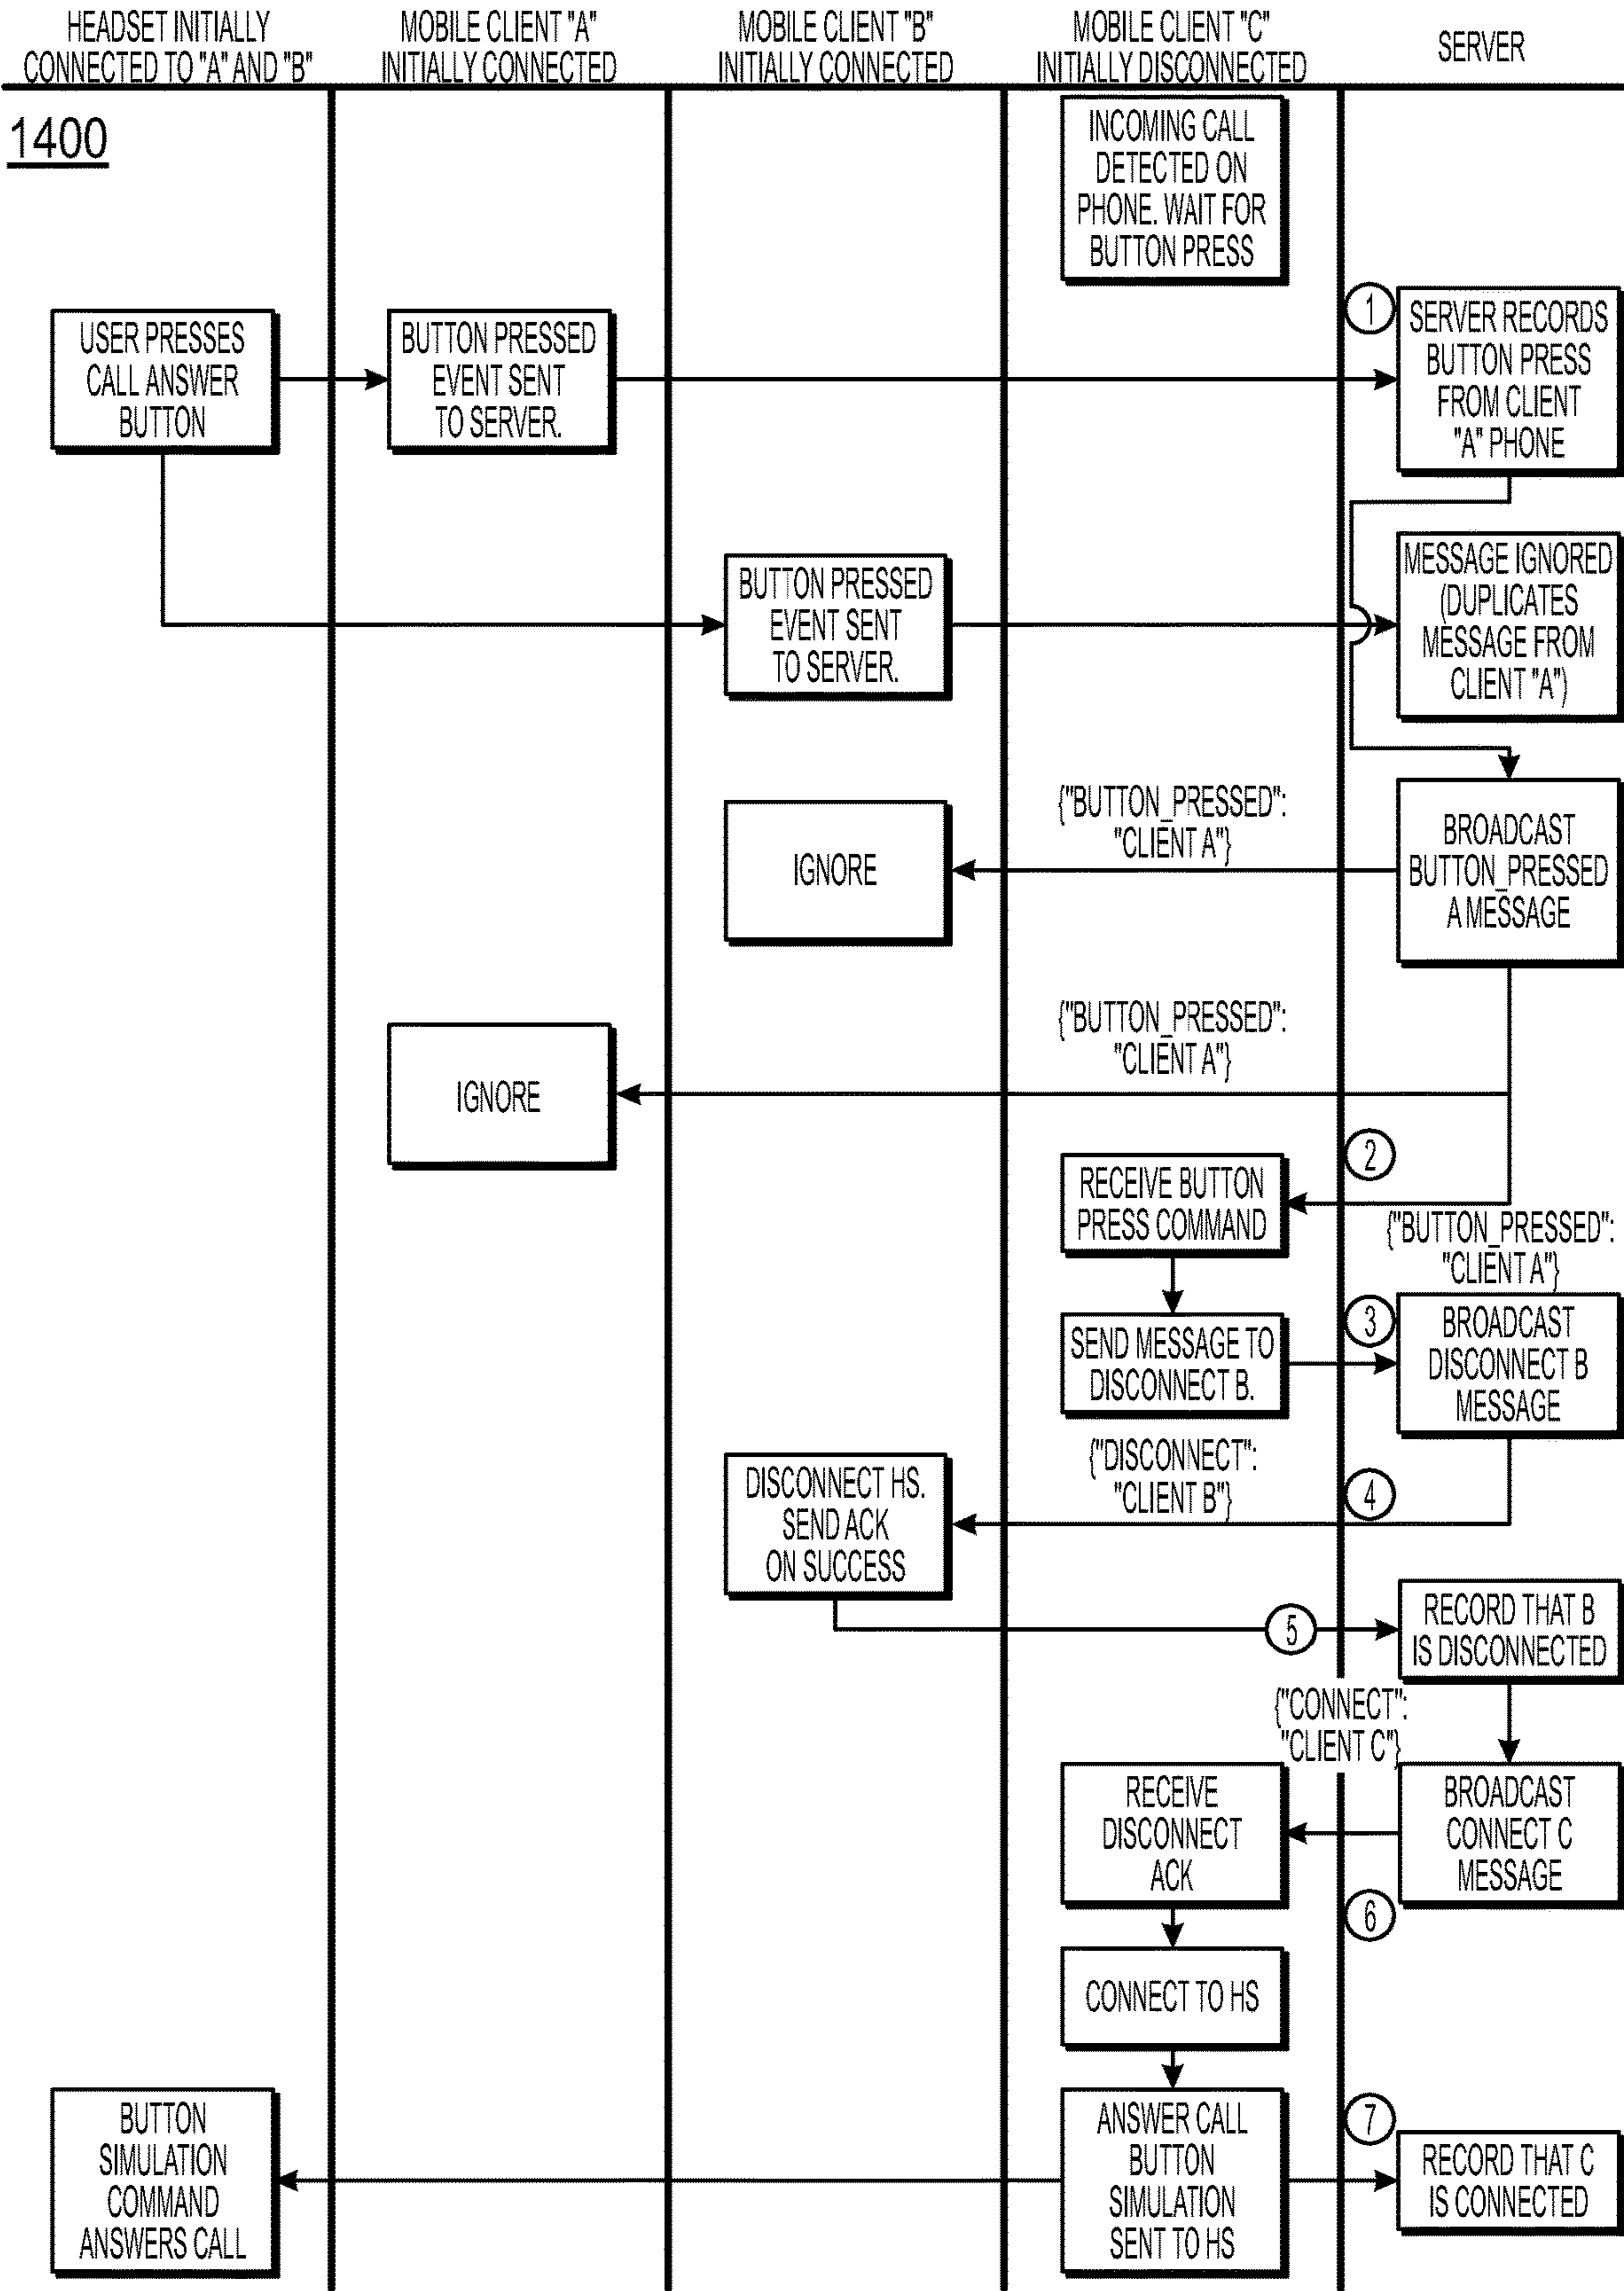 HEADSET INITIALLY
CONNECTED TO "A" AND "B"
MOBILE CLIENT "A"
INITIALLY CONNECTED
MOBILE CLIENT "B"
INITIALLY CONNECTED
MOBILE CLIENT "C"
INITIALLY DISCONNECTED
SERVER
1400
INCOMING CALL
DETECTED ON
PHONE. WAIT FOR
BUTTON PRESS
USER PRESSES
CALL ANSWER
BUTTON
BUTTON PRESSED
EVENT SENT
TO SERVER.
1
SERVER RECORDS
BUTTON PRESS
FROM CLIENT
"A" PHONE
BUTTON PRESSED
EVENT SENT
TO SERVER.
MESSAGE IGNORED
(DUPLICATES
MESSAGE FROM
CLIENT "A")
IGNORE
{"BUTTON_PRESSED":
"CLIENT A"}
BROADCAST
BUTTON_PRESSED
A MESSAGE
IGNORE
{"BUTTON_PRESSED":
"CLIENT A"}
2
RECEIVE BUTTON
PRESS COMMAND
{"BUTTON_PRESSED":
"CLIENT A"}
SEND MESSAGE TO
DISCONNECT B.
3
BROADCAST
DISCONNECT B
MESSAGE
DISCONNECT HS.
SEND ACK
ON SUCCESS
{"DISCONNECT":
"CLIENT B"}
4
5
RECORD THAT B
IS DISCONNECTED
{"CONNECT":
"CLIENT C"}
RECEIVE
DISCONNECT
ACK
BROADCAST
CONNECT C
MESSAGE
6
CONNECT TO HS
BUTTON
SIMULATION
COMMAND
ANSWERS CALL
ANSWER CALL
BUTTON
SIMULATION
SENT TO HS
7
RECORD THAT C
IS CONNECTED